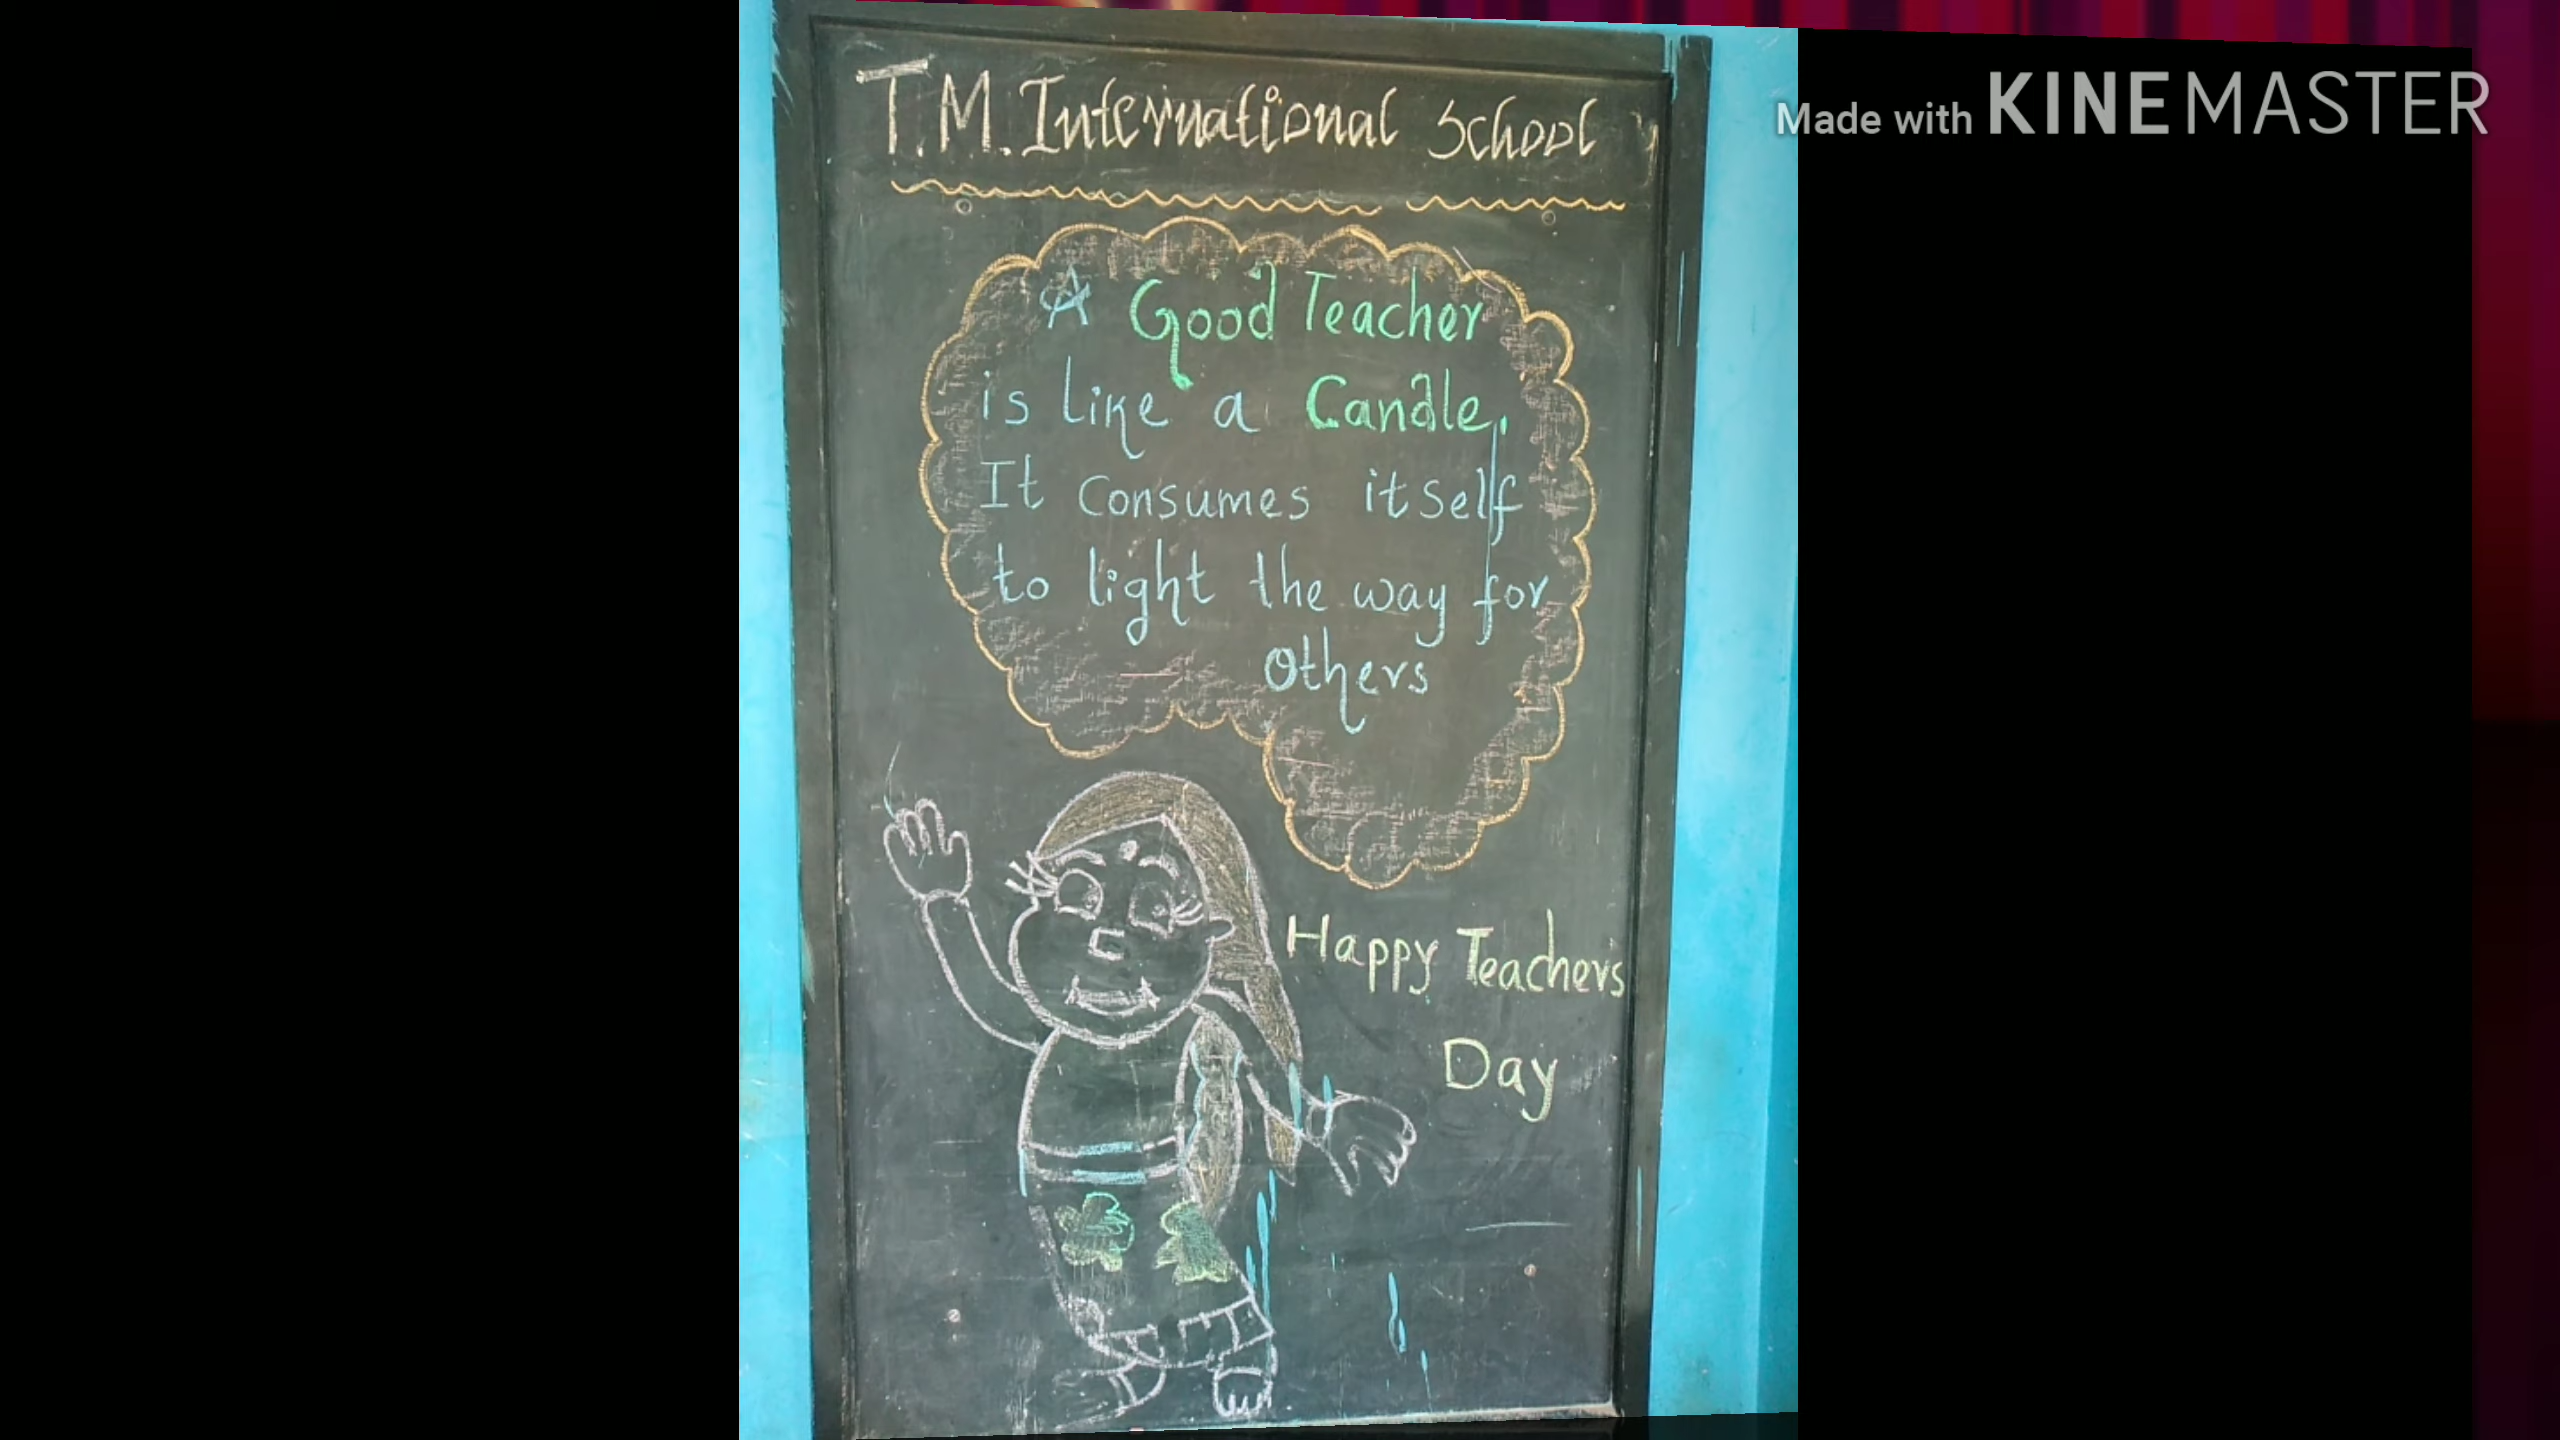 T.M. International School
Made with KINEMASTER
A Good Teacher
is like a Candle.
It consumes itself
to light the way for
others
Happy Teachers
Day